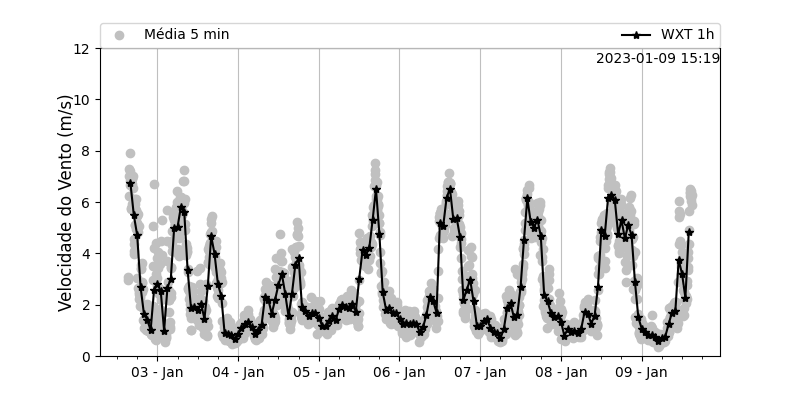 Média 5 min
WXT 1h
2023-01-09 15:19
Velocidade do Vento (m/s)
12
10
8
6
4
2
0
03 - Jan
04 - Jan
05 - Jan
06 - Jan
07 - Jan
08 - Jan
09 - Jan